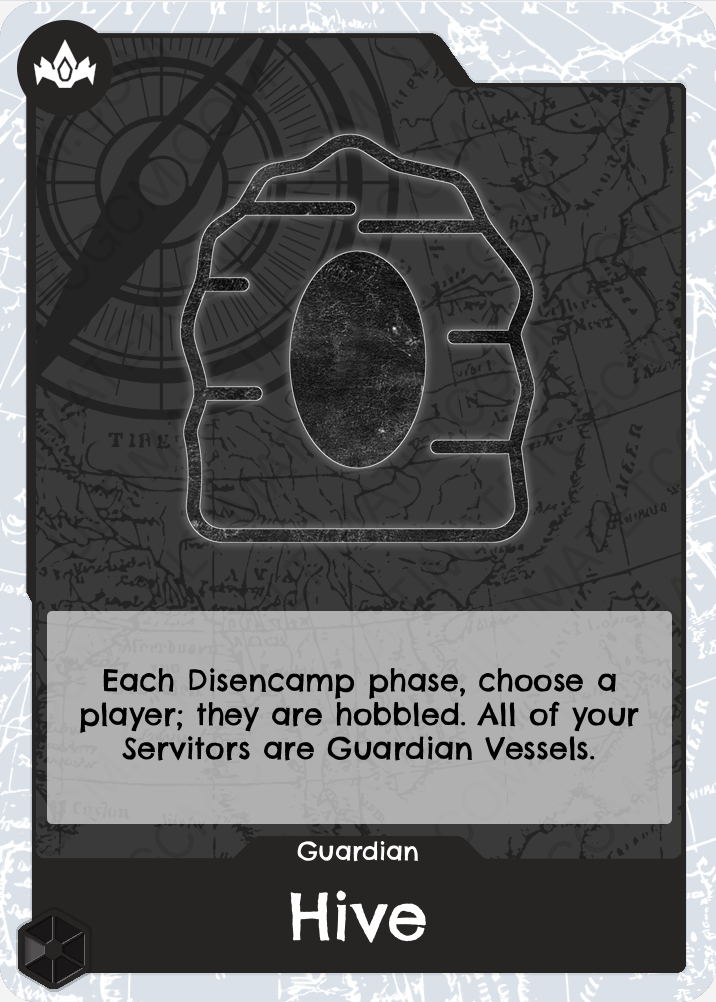 Each Disencamp phase, choose a
player; they are hobbled. All of your
Servitors are Guardian Vessels.
Guardian
Hive